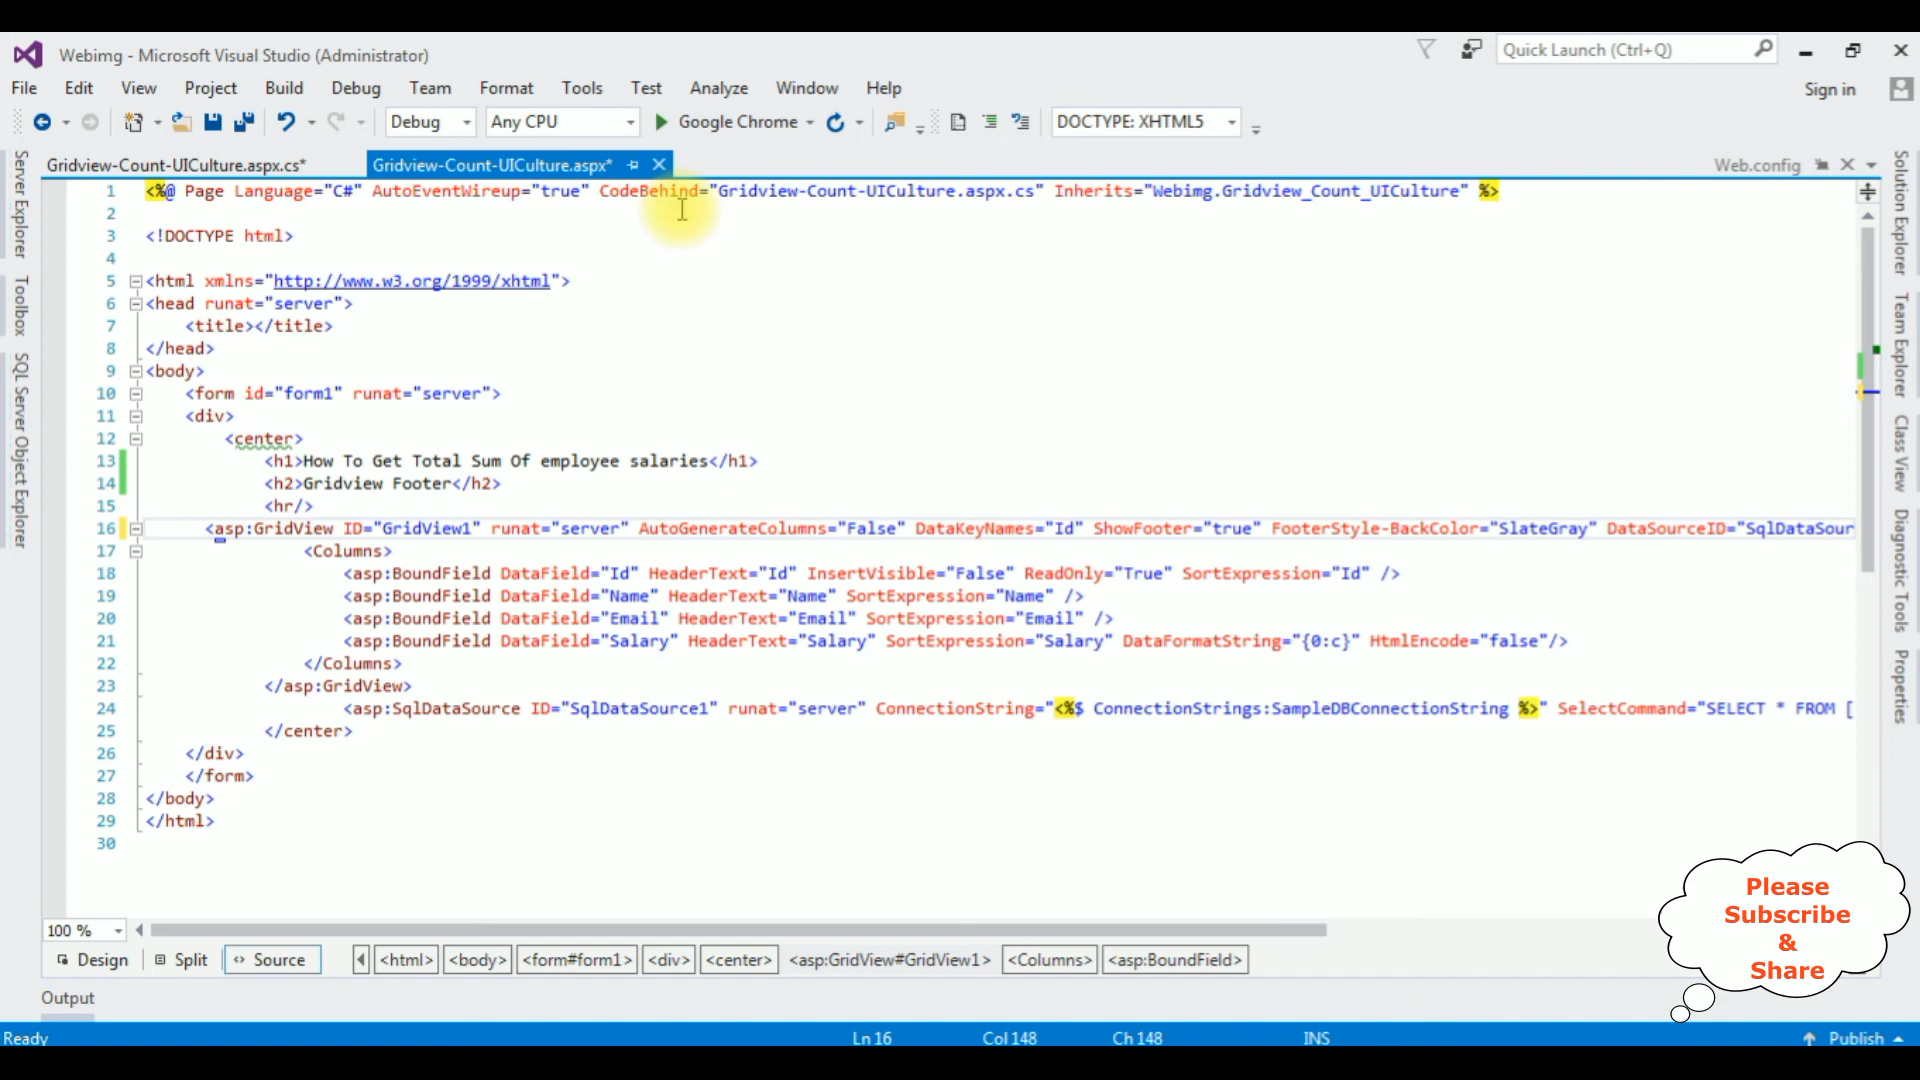 Webimg - Microsoft Visual Studio (Administrator)
Quick Launch (Ctrl+Q)
File Edit View Project Build Debug Team Format Tools Test Analyze Window Help
Sign in
Debug Any CPU Google Chrome DOCTYPE: XHTML5
Gridview-Count-UICulture.aspx.cs* Gridview-Count-UICulture.aspx* Web.config
Server Explorer
Toolbox
SQL Server Object Explorer
1 <%@ Page Language="C#" AutoEventWireup="true" CodeBehind="Gridview-Count-UICulture.aspx.cs" Inherits="Webimg.Gridview_Count_UICulture" %>
2
3 <!DOCTYPE html>
4
5 <html xmlns="http://www.w3.org/1999/xhtml">
6 <head runat="server">
7 <title></title>
8 </head>
9 <body>
10 <form id="form1" runat="server">
11 <div>
12 <center>
13 <h1>How To Get Total Sum Of employee salaries</h1>
14 <h2>Gridview Footer</h2>
15 <hr/>
16 <asp:GridView ID="GridView1" runat="server" AutoGenerateColumns="False" DataKeyNames="Id" ShowFooter="true" FooterStyle-BackColor="SlateGray" DataSourceID="SqlDataSour
17 <Columns>
18 <asp:BoundField DataField="Id" HeaderText="Id" InsertVisible="False" ReadOnly="True" SortExpression="Id" />
19 <asp:BoundField DataField="Name" HeaderText="Name" SortExpression="Name" />
20 <asp:BoundField DataField="Email" HeaderText="Email" SortExpression="Email" />
21 <asp:BoundField DataField="Salary" HeaderText="Salary" SortExpression="Salary" DataFormatString="{0:c}" HtmlEncode="false"/>
22 </Columns>
23 </asp:GridView>
24 <asp:SqlDataSource ID="SqlDataSource1" runat="server" ConnectionString="<%$ ConnectionStrings:SampleDBConnectionString %>" SelectCommand="SELECT * FROM [
25 </center>
26 </div>
27 </form>
28 </body>
29 </html>
30
Solution Explorer
Team Explorer
Class View
Diagnostic Tools
Properties
Please
Subscribe
&
Share
100 %
Design Split Source <html> <body> <form#form1> <div> <center> <asp:GridView#GridView1> <Columns> <asp:BoundField>
Output
Ready Ln 16 Col 148 Ch 148 INS Publish